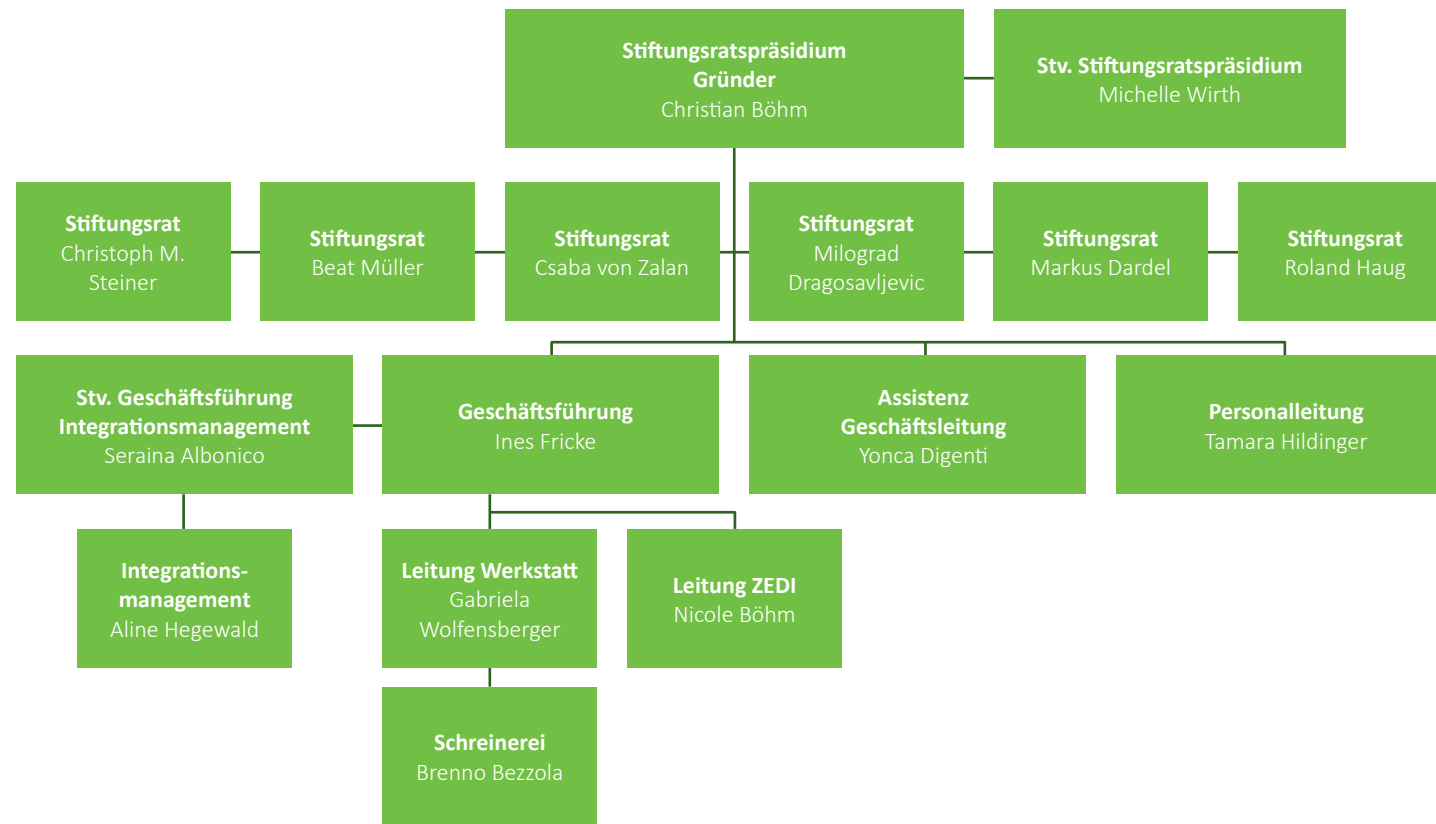 Stiftungsratspräsidium
Gründer
Christian Böhm
Stv. Stiftungsratspräsidium
Michelle Wirth
Stiftungsrat
Christoph M.
Steiner
Stiftungsrat
Beat Müller
Stiftungsrat
Csaba von Zalan
Stiftungsrat
Milograd
Dragosavljevic
Stiftungsrat
Markus Dardel
Stiftungsrat
Roland Haug
Stv. Geschäftsführung
Integrationsmanagement
Seraina Albonico
Geschäftsführung
Ines Fricke
Assistenz
Geschäftsleitung
Yonca Digenti
Personalleitung
Tamara Hildinger
Integrations-
management
Aline Hegewald
Leitung Werkstatt
Gabriela
Wolfensberger
Leitung ZEDI
Nicole Böhm
Schreinerei
Brenno Bezzola